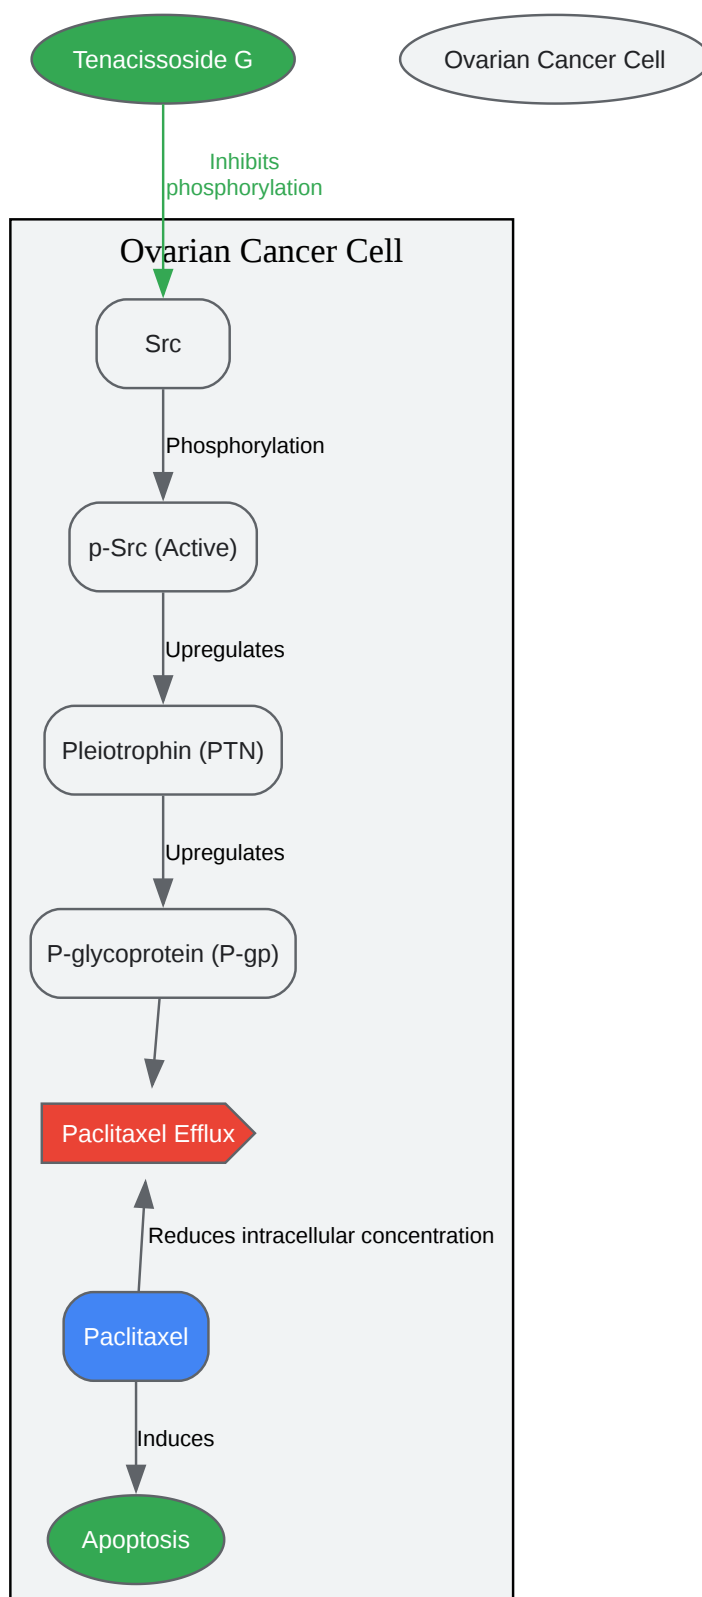 Tenacissoside G
Ovarian Cancer Cell
Inhibits
phosphorylation
Ovarian Cancer Cell
Src
Phosphorylation
p-Src (Active)
Upregulates
Pleiotrophin (PTN)
Upregulates
P-glycoprotein (P-gp)
Paclitaxel Efflux
Reduces intracellular concentration
Paclitaxel
Induces
Apoptosis